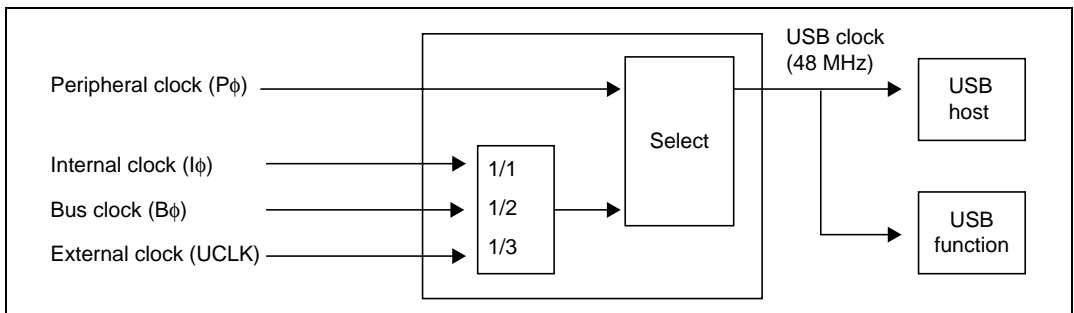 USB clock
(48 MHz)
Peripheral clock (Pϕ)
USB
host
Select
Internal clock (Iϕ)
1/1
Bus clock (Bϕ)
1/2
External clock (UCLK)
1/3
USB
function